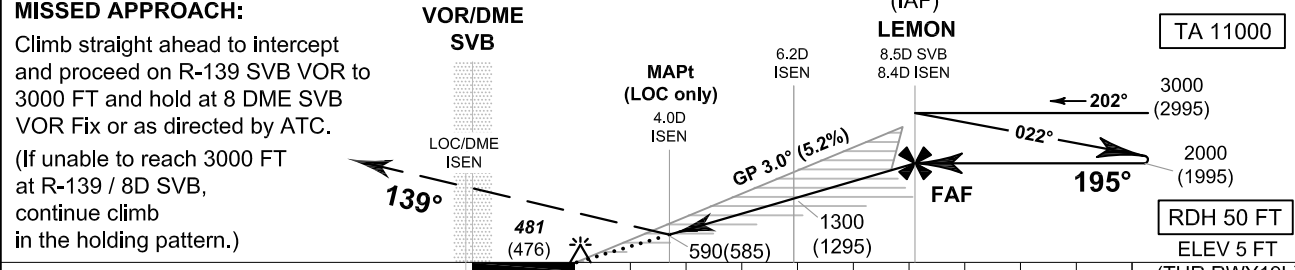 MISSED APPROACH:
Climb straight ahead to intercept
and proceed on R-139 SVB VOR to
3000 FT and hold at 8 DME SVB
VOR Fix or as directed by ATC.
(If unable to reach 3000 FT
at R-139 / 8D SVB,
continue climb
in the holding pattern.)
VOR/DME
SVB
LOC/DME
ISEN
139°
481
(476)
MAPt
(LOC only)
4.0D
ISEN
590(585)
GP 3.0° (5.2%)
6.2D
ISEN
1300
(1295)
(IAF)
LEMON
8.5D SVB
8.4D ISEN
FAF
202°
022°
195°
3000
(2995)
2000
(1995)
TA 11000
RDH 50 FT
ELEV 5 FT